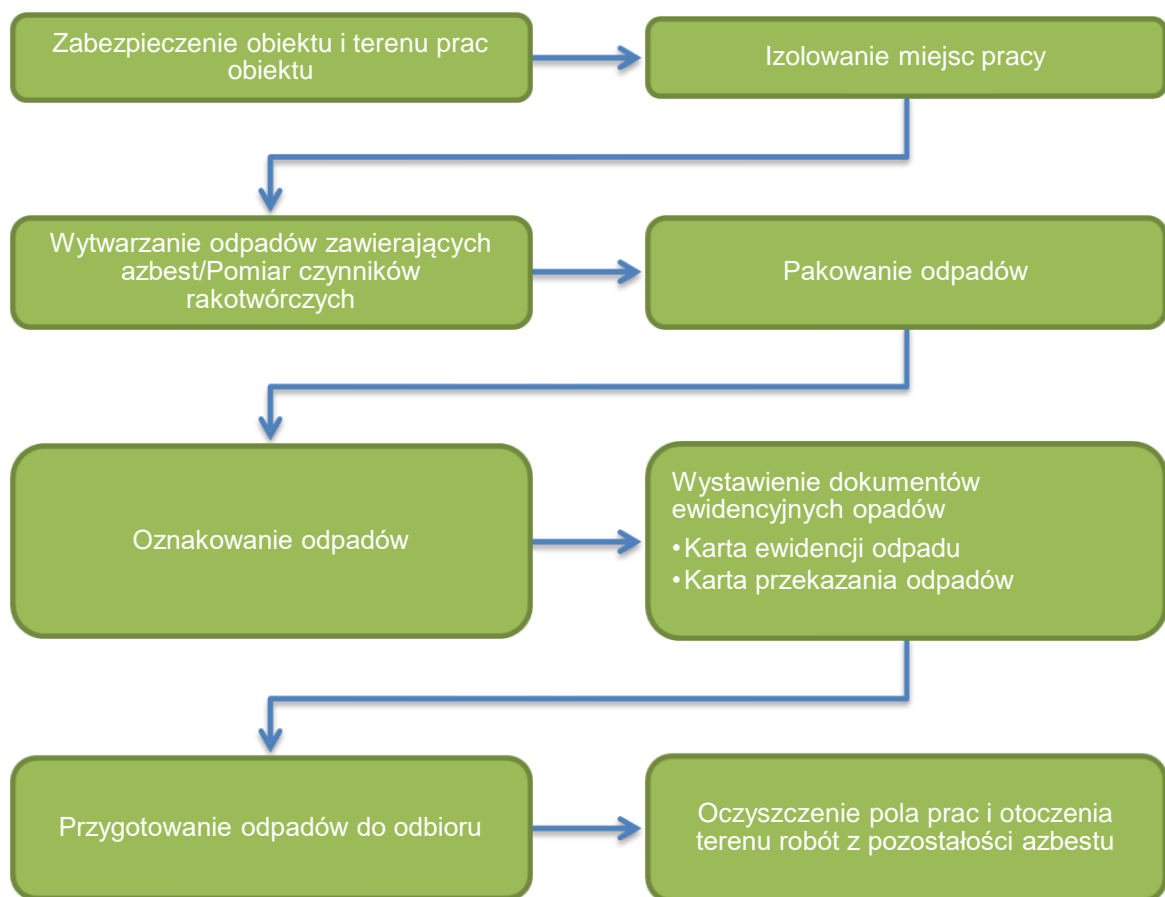 Zabezpieczenie obiektu i terenu prac
obiektu
Izolowanie miejsc pracy
Wytwarzanie odpadów zawierających
azbest/Pomiar czynników
rakotwórczych
Pakowanie odpadów
Oznakowanie odpadów
Wystawienie dokumentów
ewidencyjnych opadów
•Karta ewidencji odpadu
•Karta przekazania odpadów
Przygotowanie odpadów do odbioru
Oczyszczenie pola prac i otoczenia
terenu robót z pozostałości azbestu